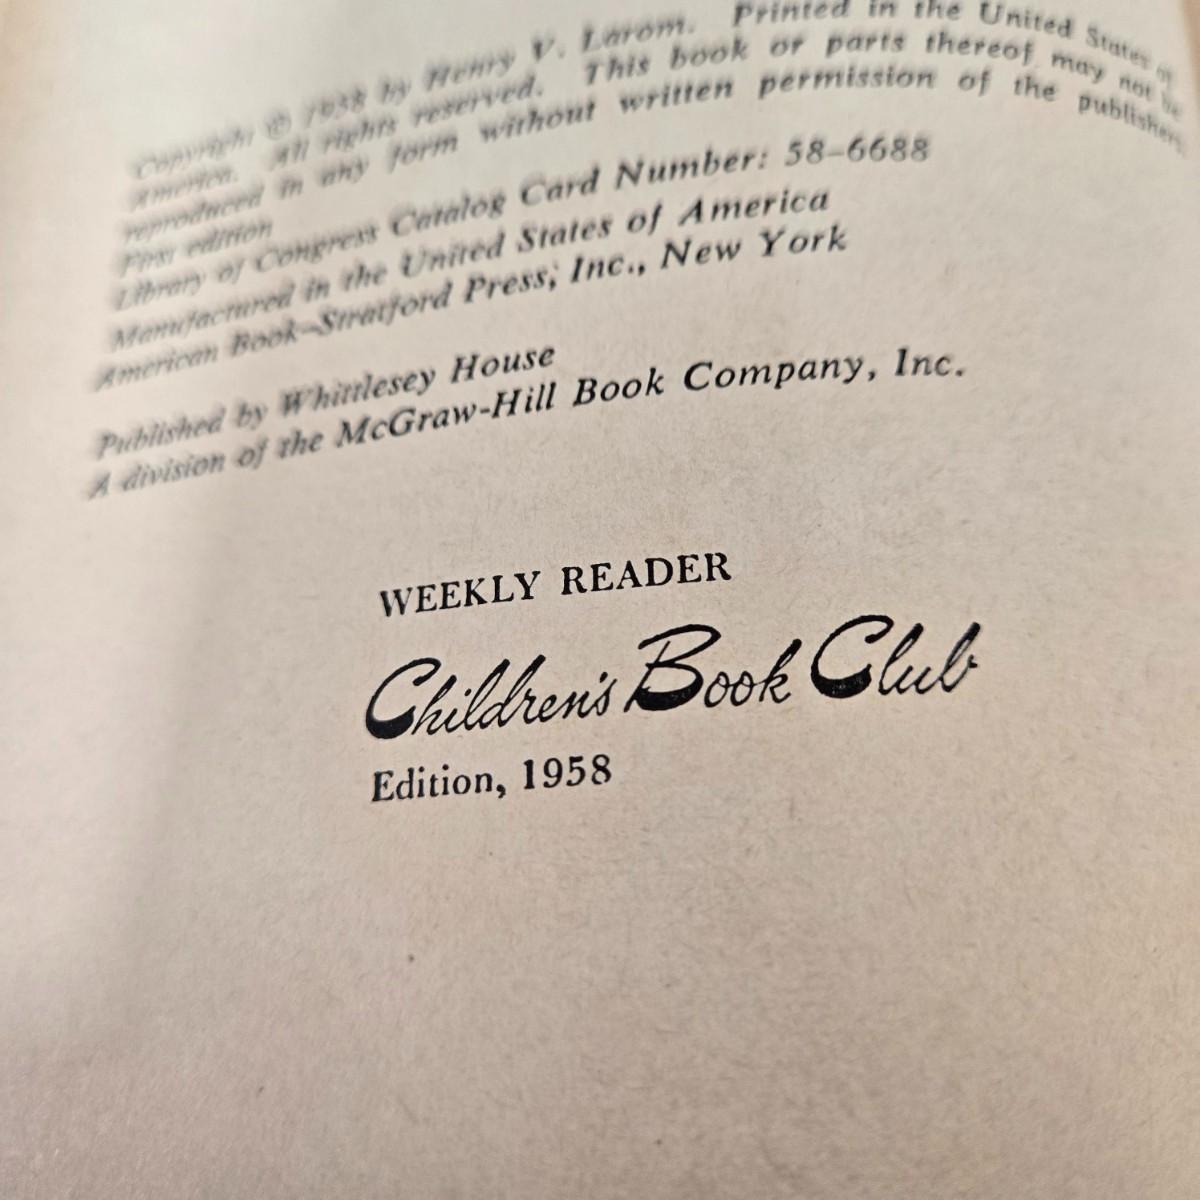 Copyright © 1958 by Henry V. Larom. Printed in the United States of
America. All rights reserved. This book or parts thereof may not be
reproduced in any form without written permission of the publishers.
First edition
Library of Congress Catalog Card Number: 58-6688
Manufactured in the United States of America
American Book–Stratford Press, Inc., New York
Published by Whittlesey House
A division of the McGraw-Hill Book Company, Inc.
WEEKLY READER
Children's Book Club
Edition, 1958